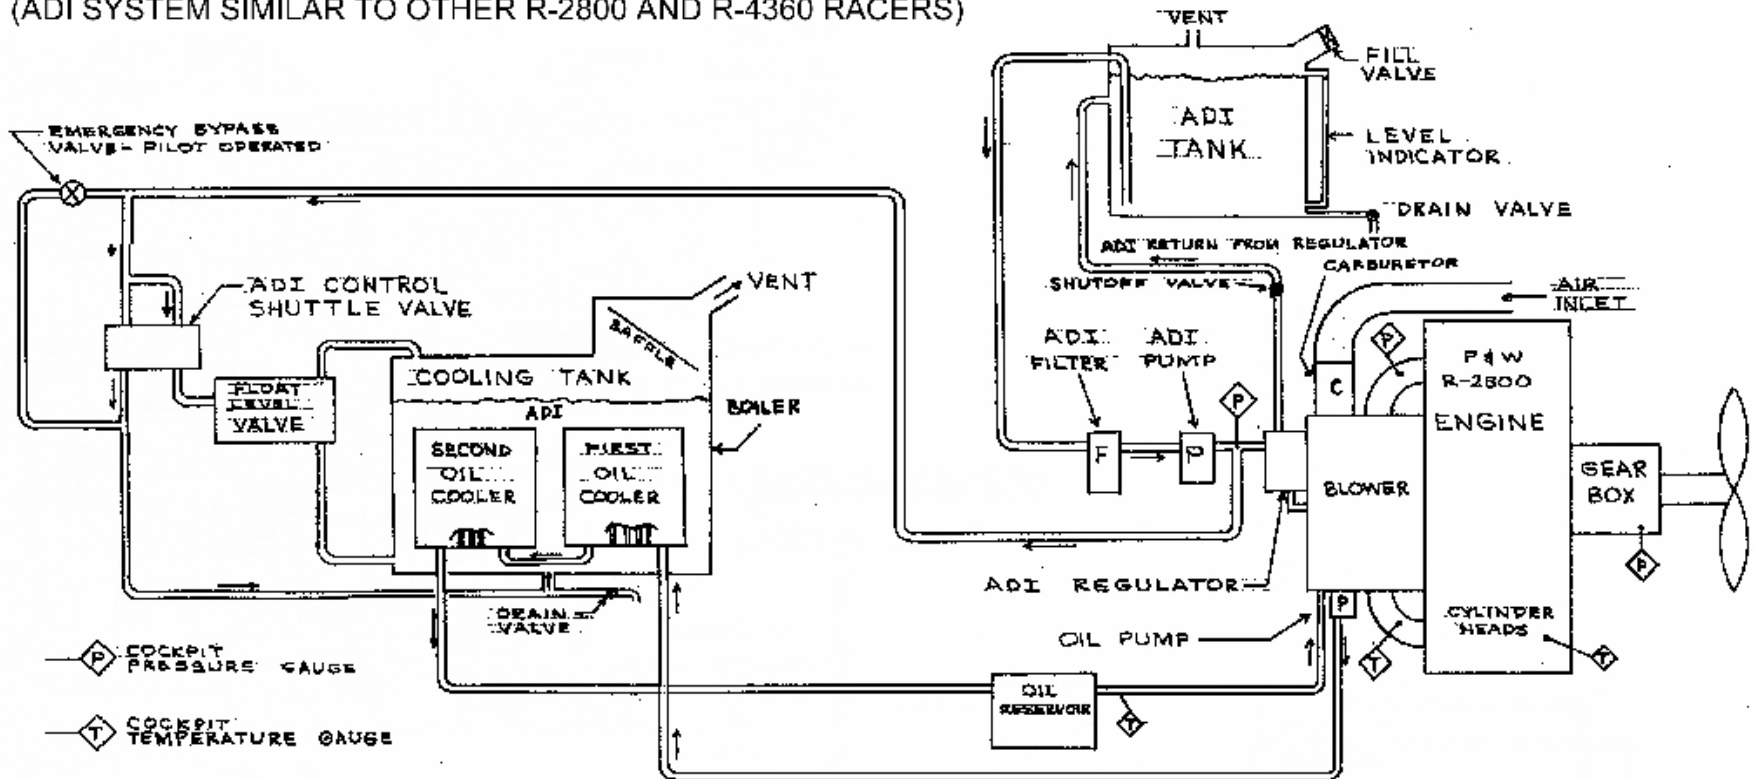 (ADI SYSTEM SIMILAR TO OTHER R-2800 AND R-4360 RACERS)
VENT
FILL
VALVE
ADI
TANK
LEVEL
INDICATOR
DRAIN VALVE
EMERGENCY BYPASS
VALVE - PILOT OPERATED
ADI RETURN FROM REGULATOR
CARBURETOR
SHUTOFF VALVE
AIR
INLET
ADI CONTROL
SHUTTLE VALVE
VENT
BAFFLE
ADI
FILTER
ADI
PUMP
P
P
C
P & W
R-2800
ENGINE
COOLING TANK
ADI
BOILER
FLOAT
LEVEL
VALVE
SECOND
OIL
COOLER
FIRST
OIL
COOLER
F
P
BLOWER
GEAR
BOX
P
ADI REGULATOR
DRAIN
VALVE
P
OIL PUMP
CYLINDER
HEADS
T
T
P COCKPIT
PRESSURE GAUGE
OIL
RESERVOIR
T
T COCKPIT
TEMPERATURE GAUGE